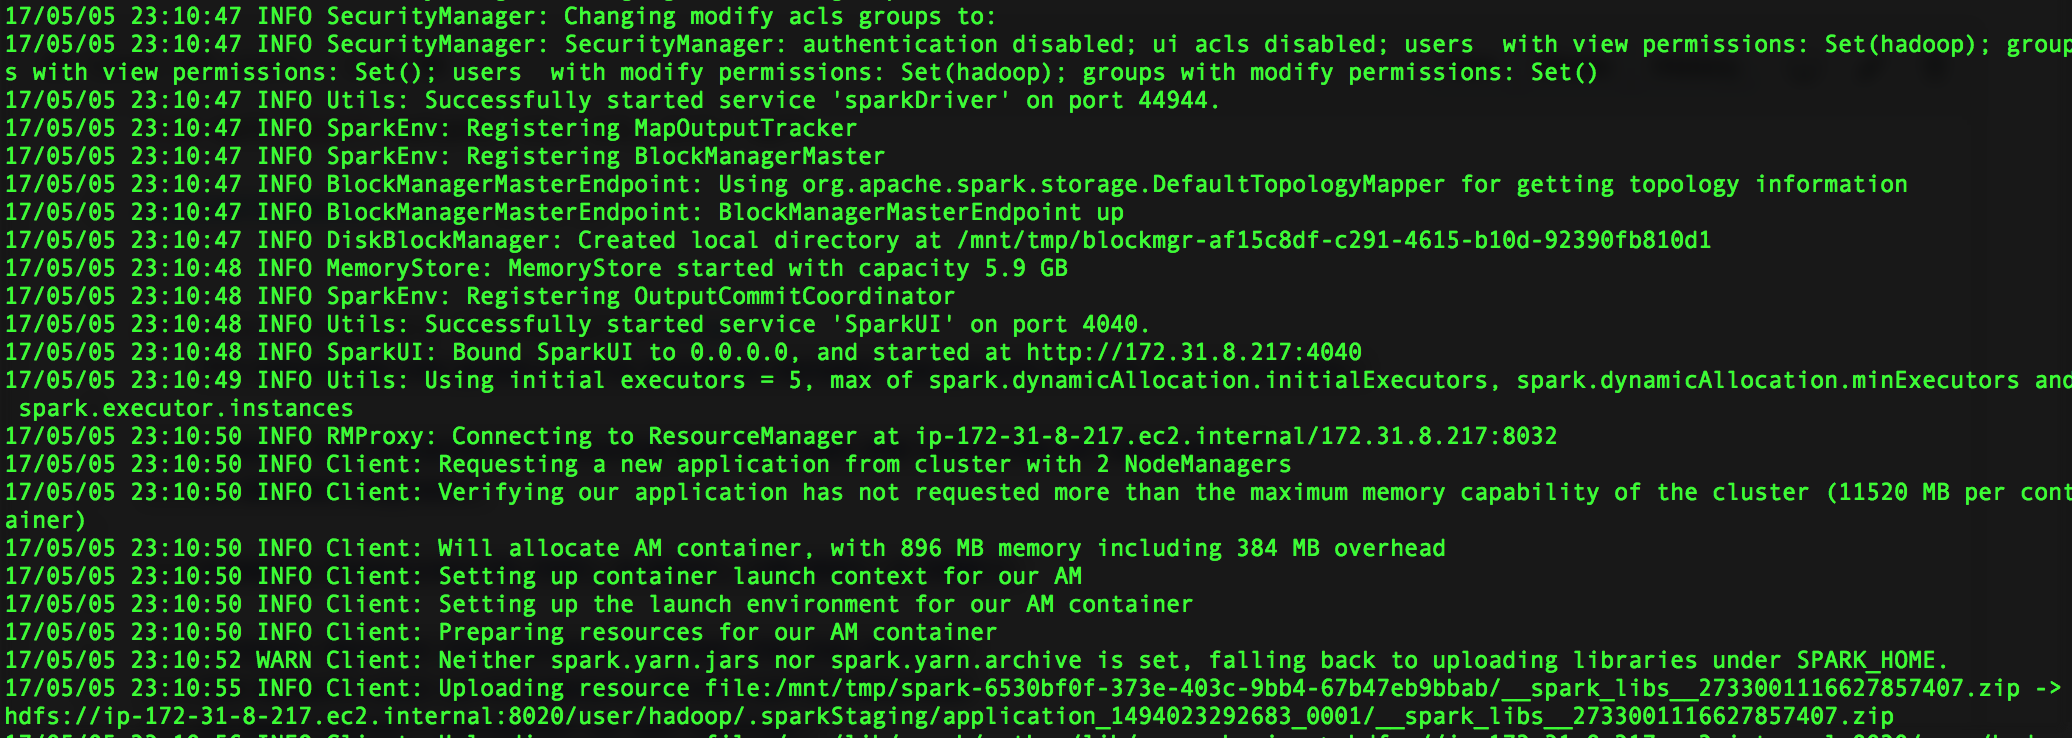 17/05/05 23:10:47 INFO SecurityManager: Changing modify acls groups to:
17/05/05 23:10:47 INFO SecurityManager: SecurityManager: authentication disabled; ui acls disabled; users  with view permissions: Set(hadoop); group
s with view permissions: Set(); users  with modify permissions: Set(hadoop); groups with modify permissions: Set()
17/05/05 23:10:47 INFO Utils: Successfully started service 'sparkDriver' on port 44944.
17/05/05 23:10:47 INFO SparkEnv: Registering MapOutputTracker
17/05/05 23:10:47 INFO SparkEnv: Registering BlockManagerMaster
17/05/05 23:10:47 INFO BlockManagerMasterEndpoint: Using org.apache.spark.storage.DefaultTopologyMapper for getting topology information
17/05/05 23:10:47 INFO BlockManagerMasterEndpoint: BlockManagerMasterEndpoint up
17/05/05 23:10:47 INFO DiskBlockManager: Created local directory at /mnt/tmp/blockmgr-af15c8df-c291-4615-b10d-92390fb810d1
17/05/05 23:10:48 INFO MemoryStore: MemoryStore started with capacity 5.9 GB
17/05/05 23:10:48 INFO SparkEnv: Registering OutputCommitCoordinator
17/05/05 23:10:48 INFO Utils: Successfully started service 'SparkUI' on port 4040.
17/05/05 23:10:48 INFO SparkUI: Bound SparkUI to 0.0.0.0, and started at http://172.31.8.217:4040
17/05/05 23:10:49 INFO Utils: Using initial executors = 5, max of spark.dynamicAllocation.initialExecutors, spark.dynamicAllocation.minExecutors and
 spark.executor.instances
17/05/05 23:10:50 INFO RMProxy: Connecting to ResourceManager at ip-172-31-8-217.ec2.internal/172.31.8.217:8032
17/05/05 23:10:50 INFO Client: Requesting a new application from cluster with 2 NodeManagers
17/05/05 23:10:50 INFO Client: Verifying our application has not requested more than the maximum memory capability of the cluster (11520 MB per cont
ainer)
17/05/05 23:10:50 INFO Client: Will allocate AM container, with 896 MB memory including 384 MB overhead
17/05/05 23:10:50 INFO Client: Setting up container launch context for our AM
17/05/05 23:10:50 INFO Client: Setting up the launch environment for our AM container
17/05/05 23:10:50 INFO Client: Preparing resources for our AM container
17/05/05 23:10:52 WARN Client: Neither spark.yarn.jars nor spark.yarn.archive is set, falling back to uploading libraries under SPARK_HOME.
17/05/05 23:10:55 INFO Client: Uploading resource file:/mnt/tmp/spark-6530bf0f-373e-403c-9bb4-67b47eb9bbab/__spark_libs__2733001116627857407.zip ->
hdfs://ip-172-31-8-217.ec2.internal:8020/user/hadoop/.sparkStaging/application_1494023292683_0001/__spark_libs__2733001116627857407.zip